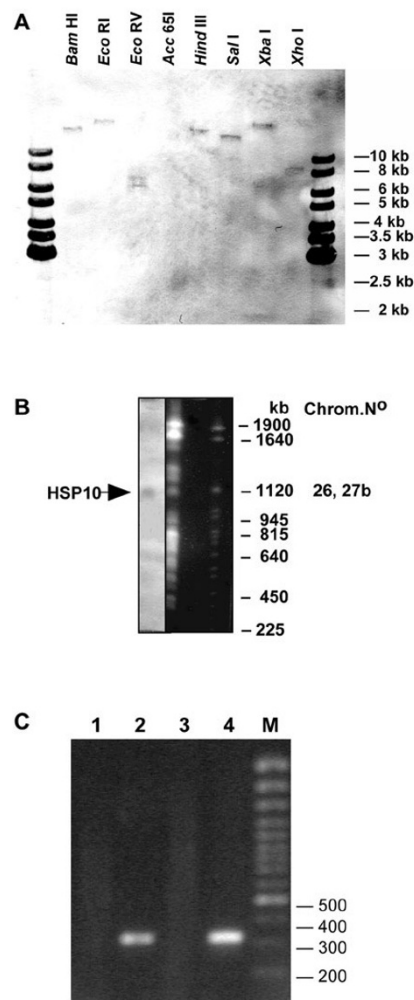 A
Bam HI
Eco RI
Eco RV
Acc 65I
Hind III
Sal I
Xba I
Xho I
—10 kb
—8 kb
—6 kb
—5 kb
—4 kb
—3.5 kb
—3 kb
—2.5 kb
—2 kb
B
kb Chrom.Nº
HSP10
–1900
–1640
–1120 26, 27b
–945
–815
–640
–450
–225
C
1 2 3 4 M
—500
—400
—300
—200